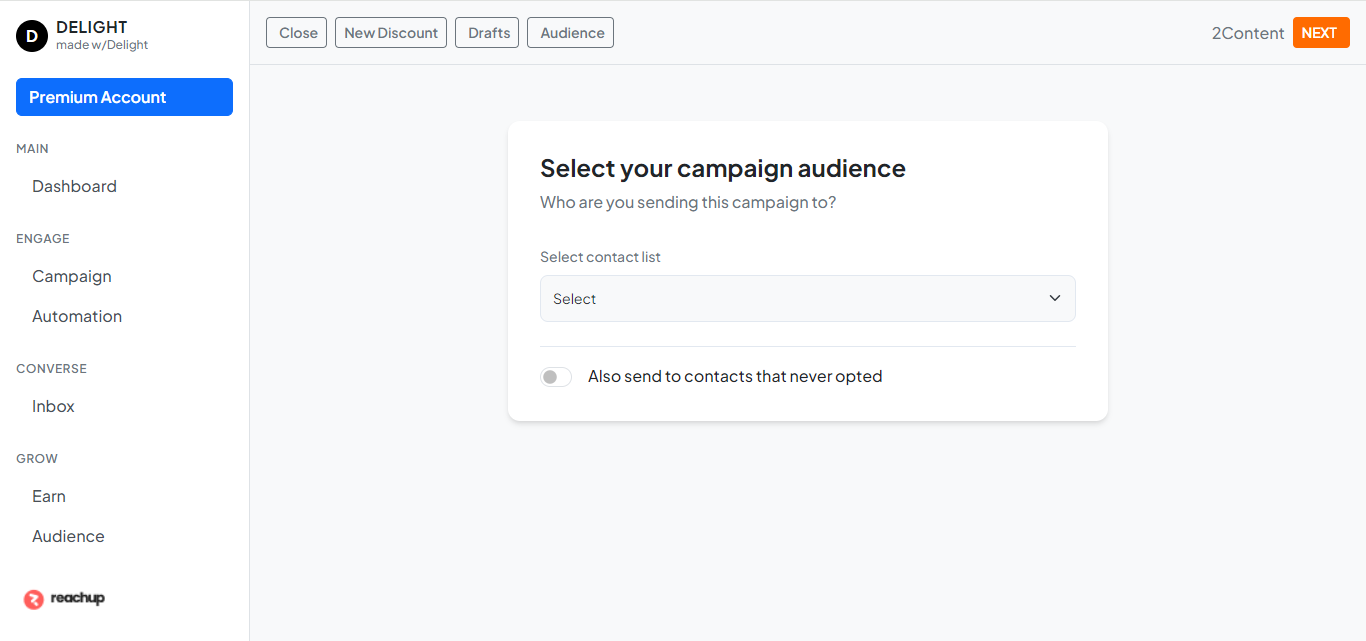 D
DELIGHT
made w/Delight
Premium Account
MAIN
Dashboard
ENGAGE
Campaign
Automation
CONVERSE
Inbox
GROW
Earn
Audience
reachup
Close
New Discount
Drafts
Audience
2Content
NEXT
Select your campaign audience
Who are you sending this campaign to?
Select contact list
Select
Also send to contacts that never opted